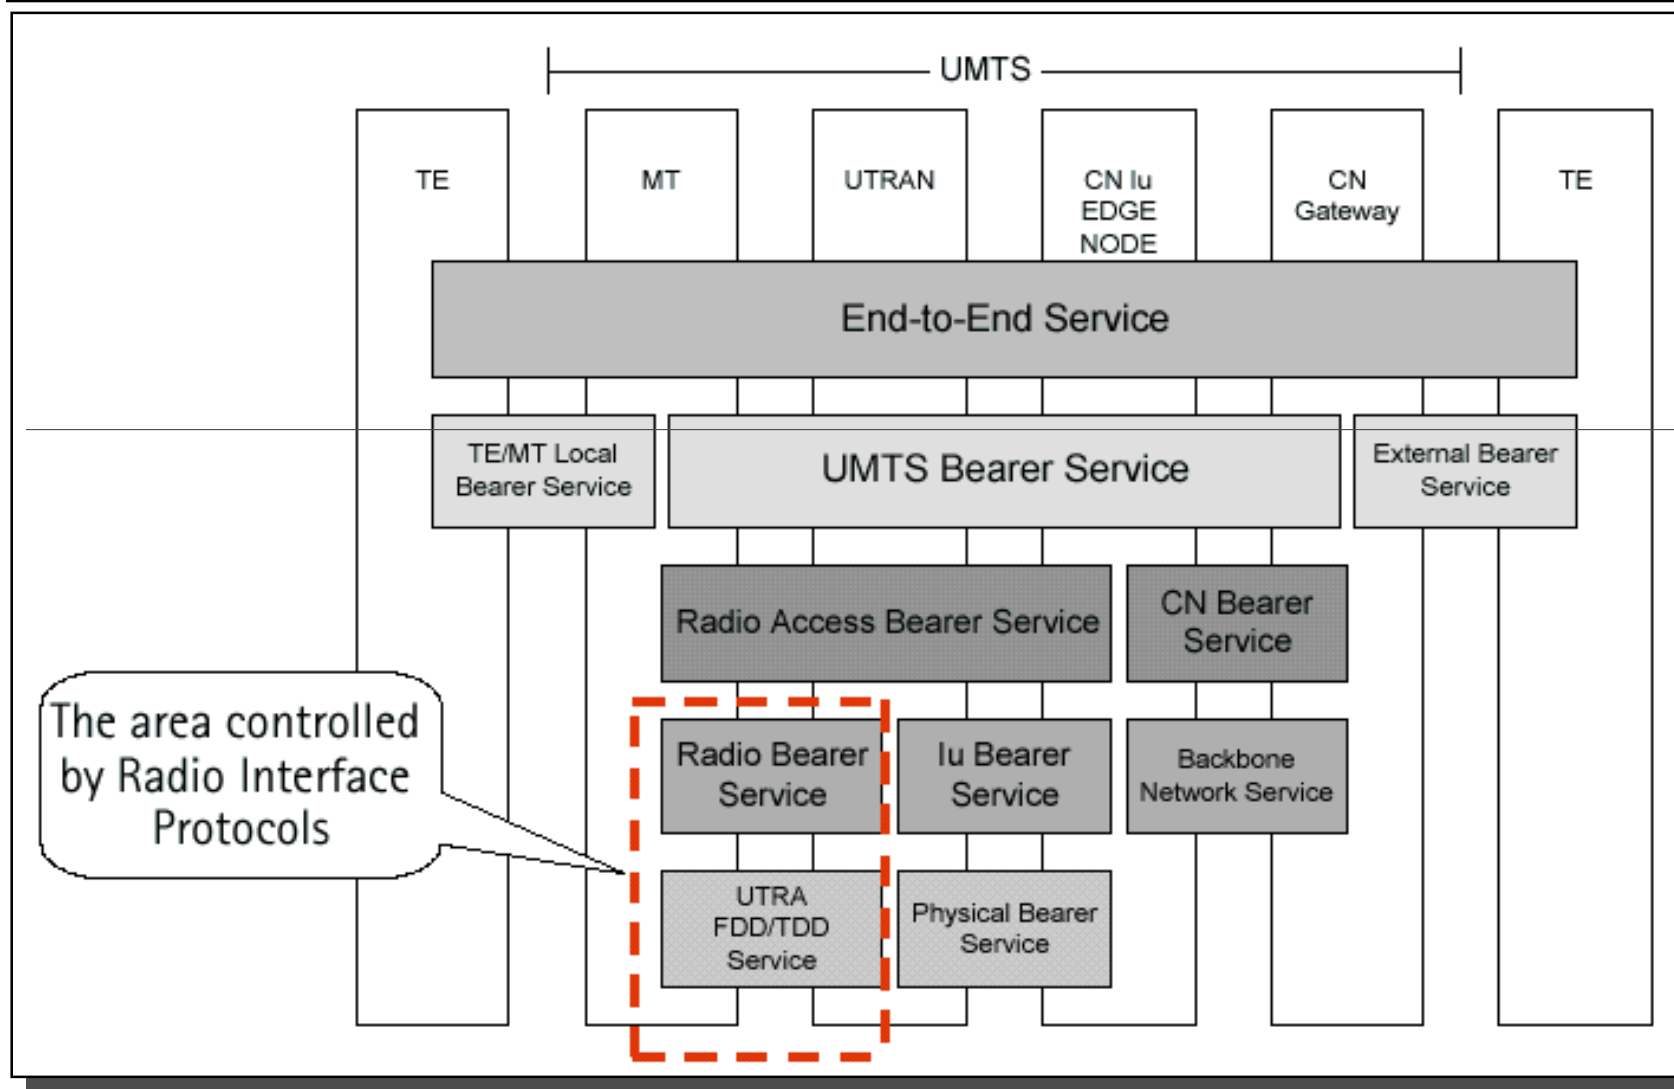 UMTS
TE
MT
UTRAN
CN Iu
EDGE
NODE
CN
Gateway
TE
End-to-End Service
TE/MT Local
Bearer Service
UMTS Bearer Service
External Bearer
Service
Radio Access Bearer Service
CN Bearer
Service
The area controlled
by Radio Interface
Protocols
Radio Bearer
Service
Iu Bearer
Service
Backbone
Network Service
UTRA
FDD/TDD
Service
Physical Bearer
Service